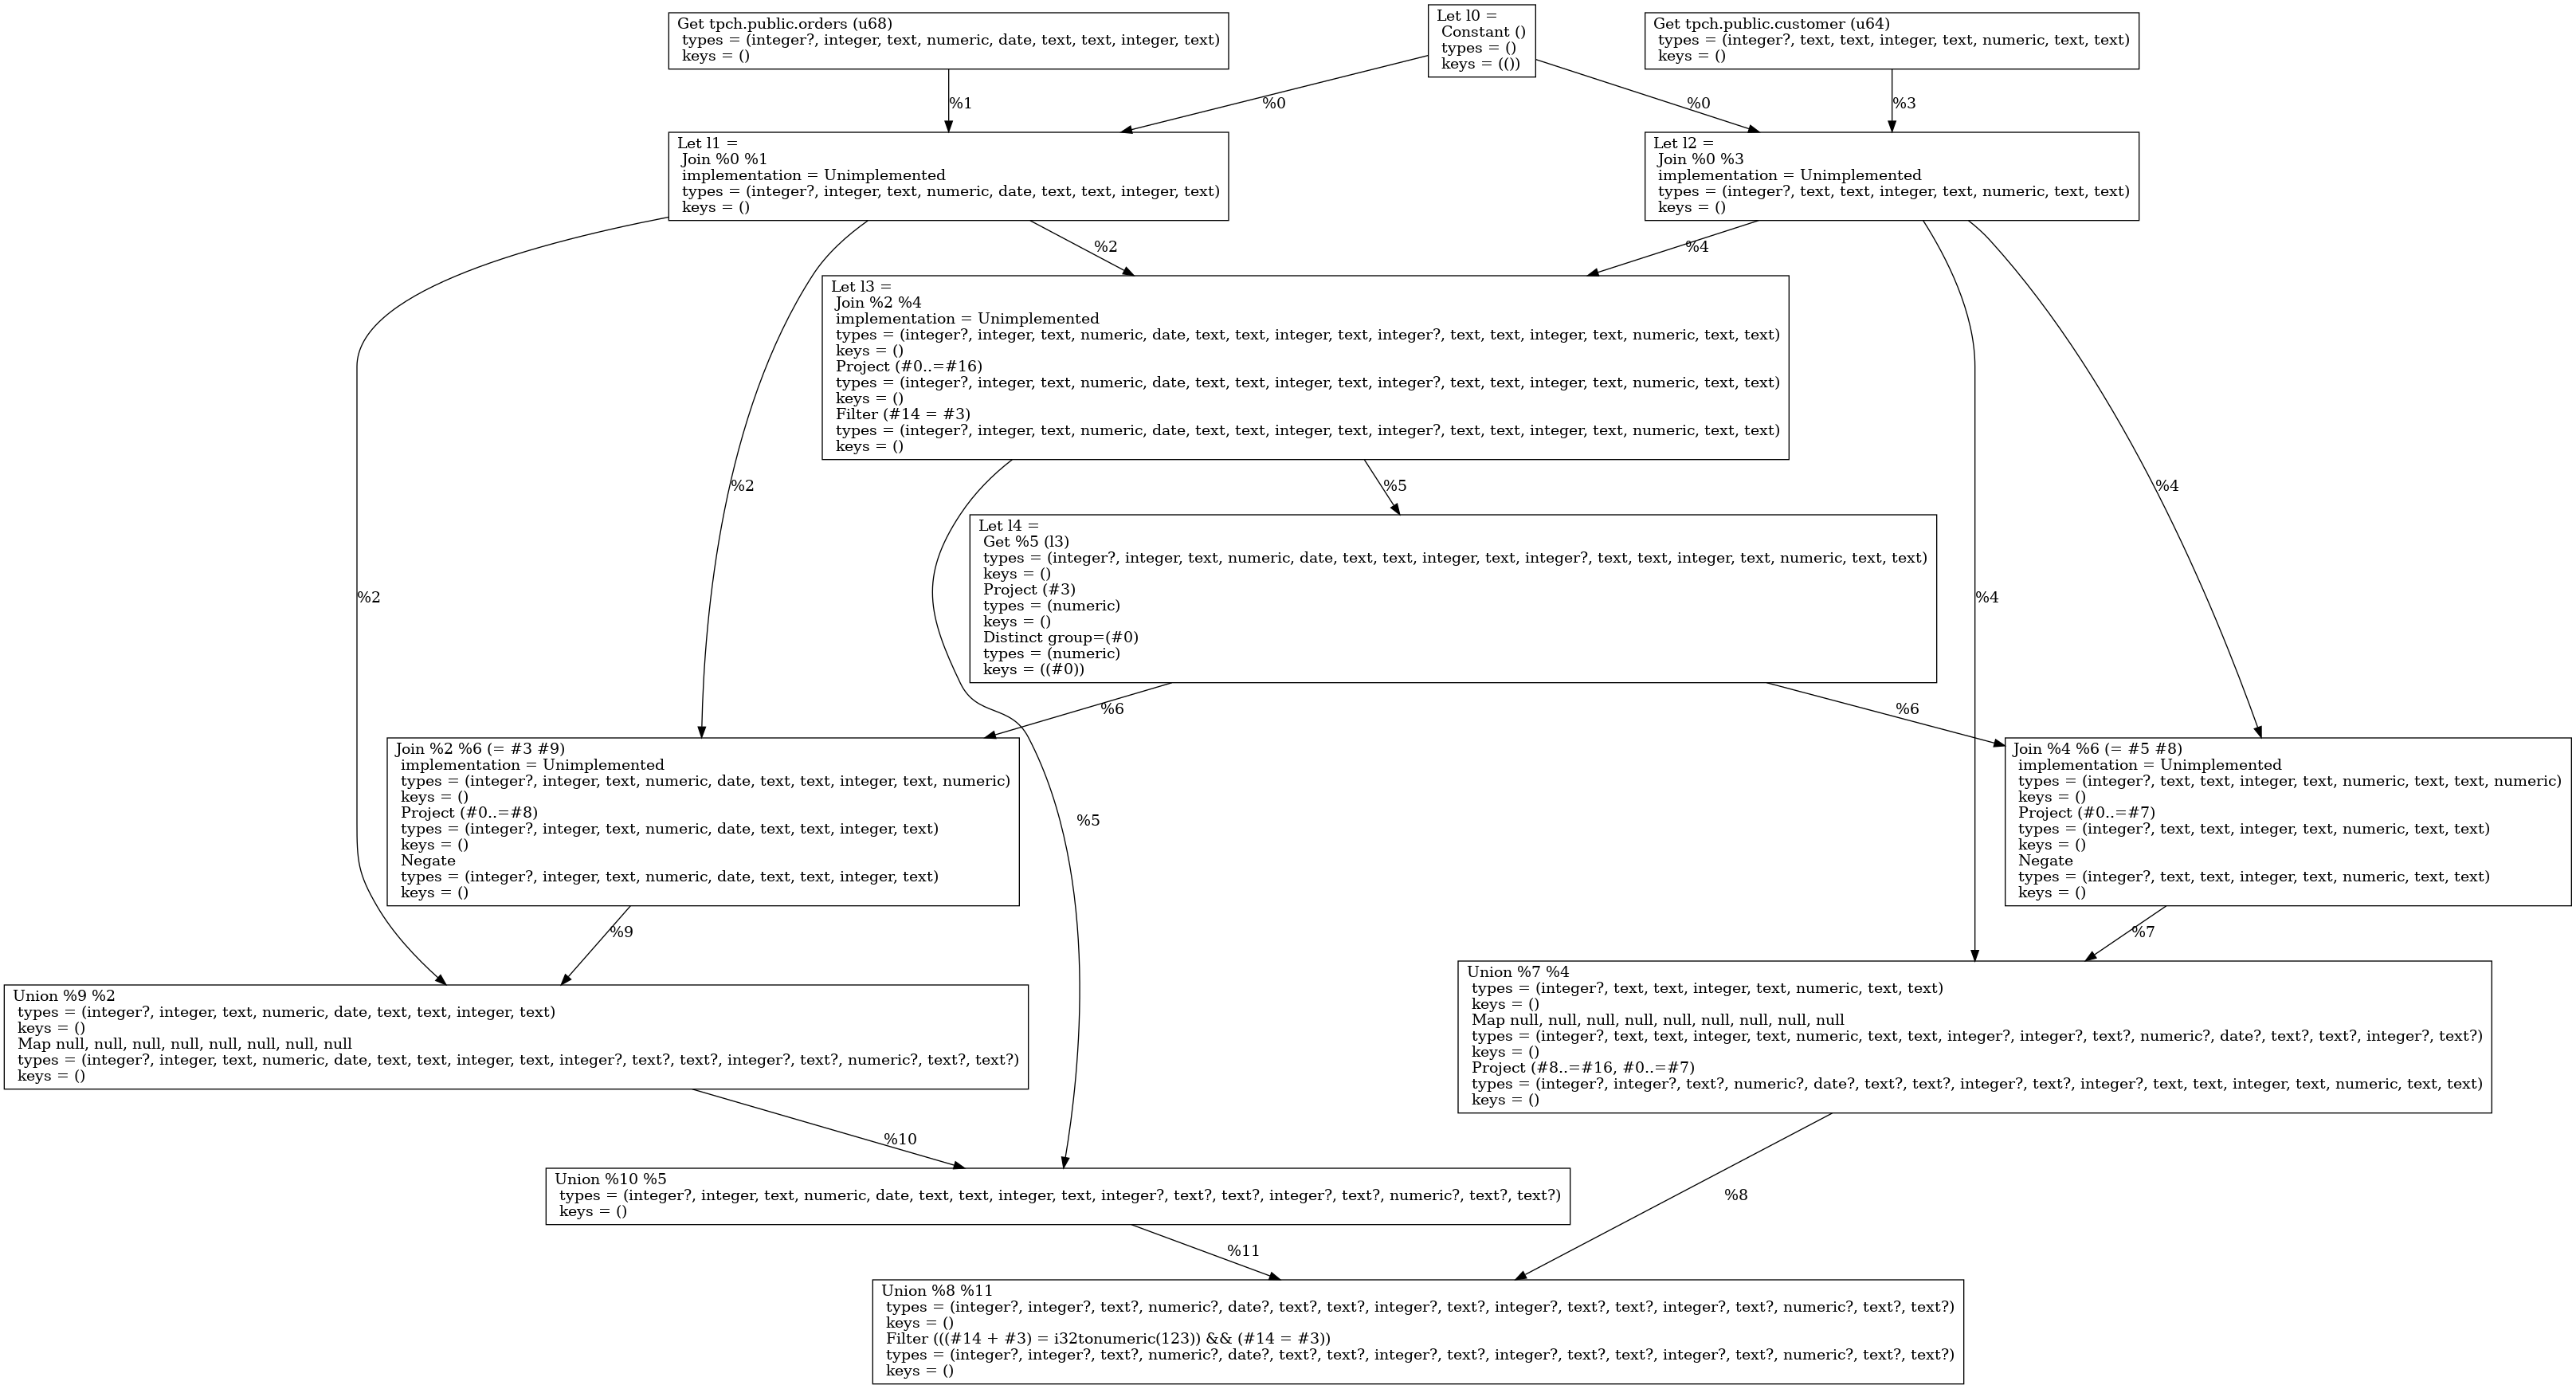 Get tpch.public.orders (u68)
types = (integer?, integer, text, numeric, date, text, text, integer, text)
keys = ()
Let l0 =
Constant ()
types = ()
keys = (())
Get tpch.public.customer (u64)
types = (integer?, text, text, integer, text, numeric, text, text)
keys = ()
%1
%0
%0
%3
Let l1 =
Join %0 %1
implementation = Unimplemented
types = (integer?, integer, text, numeric, date, text, text, integer, text)
keys = ()
Let l2 =
Join %0 %3
implementation = Unimplemented
types = (integer?, text, text, integer, text, numeric, text, text)
keys = ()
%2
%4
Let l3 =
Join %2 %4
implementation = Unimplemented
types = (integer?, integer, text, numeric, date, text, text, integer, text, integer?, text, text, integer, text, numeric, text, text)
keys = ()
Project (#0..=#16)
types = (integer?, integer, text, numeric, date, text, text, integer, text, integer?, text, text, integer, text, numeric, text, text)
keys = ()
Filter (#14 = #3)
types = (integer?, integer, text, numeric, date, text, text, integer, text, integer?, text, text, integer, text, numeric, text, text)
keys = ()
%2
%5
%4
Let l4 =
Get %5 (l3)
types = (integer?, integer, text, numeric, date, text, text, integer, text, integer?, text, text, integer, text, numeric, text, text)
keys = ()
Project (#3)
types = (numeric)
keys = ()
Distinct group=(#0)
types = (numeric)
keys = ((#0))
%2
%4
%6
%6
Join %2 %6 (= #3 #9)
implementation = Unimplemented
types = (integer?, integer, text, numeric, date, text, text, integer, text, numeric)
keys = ()
Project (#0..=#8)
types = (integer?, integer, text, numeric, date, text, text, integer, text)
keys = ()
Negate
types = (integer?, integer, text, numeric, date, text, text, integer, text)
keys = ()
%5
Join %4 %6 (= #5 #8)
implementation = Unimplemented
types = (integer?, text, text, integer, text, numeric, text, text, numeric)
keys = ()
Project (#0..=#7)
types = (integer?, text, text, integer, text, numeric, text, text)
keys = ()
Negate
types = (integer?, text, text, integer, text, numeric, text, text)
keys = ()
%9
%7
Union %9 %2
types = (integer?, integer, text, numeric, date, text, text, integer, text)
keys = ()
Map null, null, null, null, null, null, null, null
types = (integer?, integer, text, numeric, date, text, text, integer, text, integer?, text?, text?, integer?, text?, numeric?, text?, text?)
keys = ()
Union %7 %4
types = (integer?, text, text, integer, text, numeric, text, text)
keys = ()
Map null, null, null, null, null, null, null, null, null
types = (integer?, text, text, integer, text, numeric, text, text, integer?, integer?, text?, numeric?, date?, text?, text?, integer?, text?)
keys = ()
Project (#8..=#16, #0..=#7)
types = (integer?, integer?, text?, numeric?, date?, text?, text?, integer?, text?, integer?, text, text, integer, text, numeric, text, text)
keys = ()
%10
Union %10 %5
types = (integer?, integer, text, numeric, date, text, text, integer, text, integer?, text?, text?, integer?, text?, numeric?, text?, text?)
keys = ()
%8
%11
Union %8 %11
types = (integer?, integer?, text?, numeric?, date?, text?, text?, integer?, text?, integer?, text?, text?, integer?, text?, numeric?, text?, text?)
keys = ()
Filter (((#14 + #3) = i32tonumeric(123)) && (#14 = #3))
types = (integer?, integer?, text?, numeric?, date?, text?, text?, integer?, text?, integer?, text?, text?, integer?, text?, numeric?, text?, text?)
keys = ()